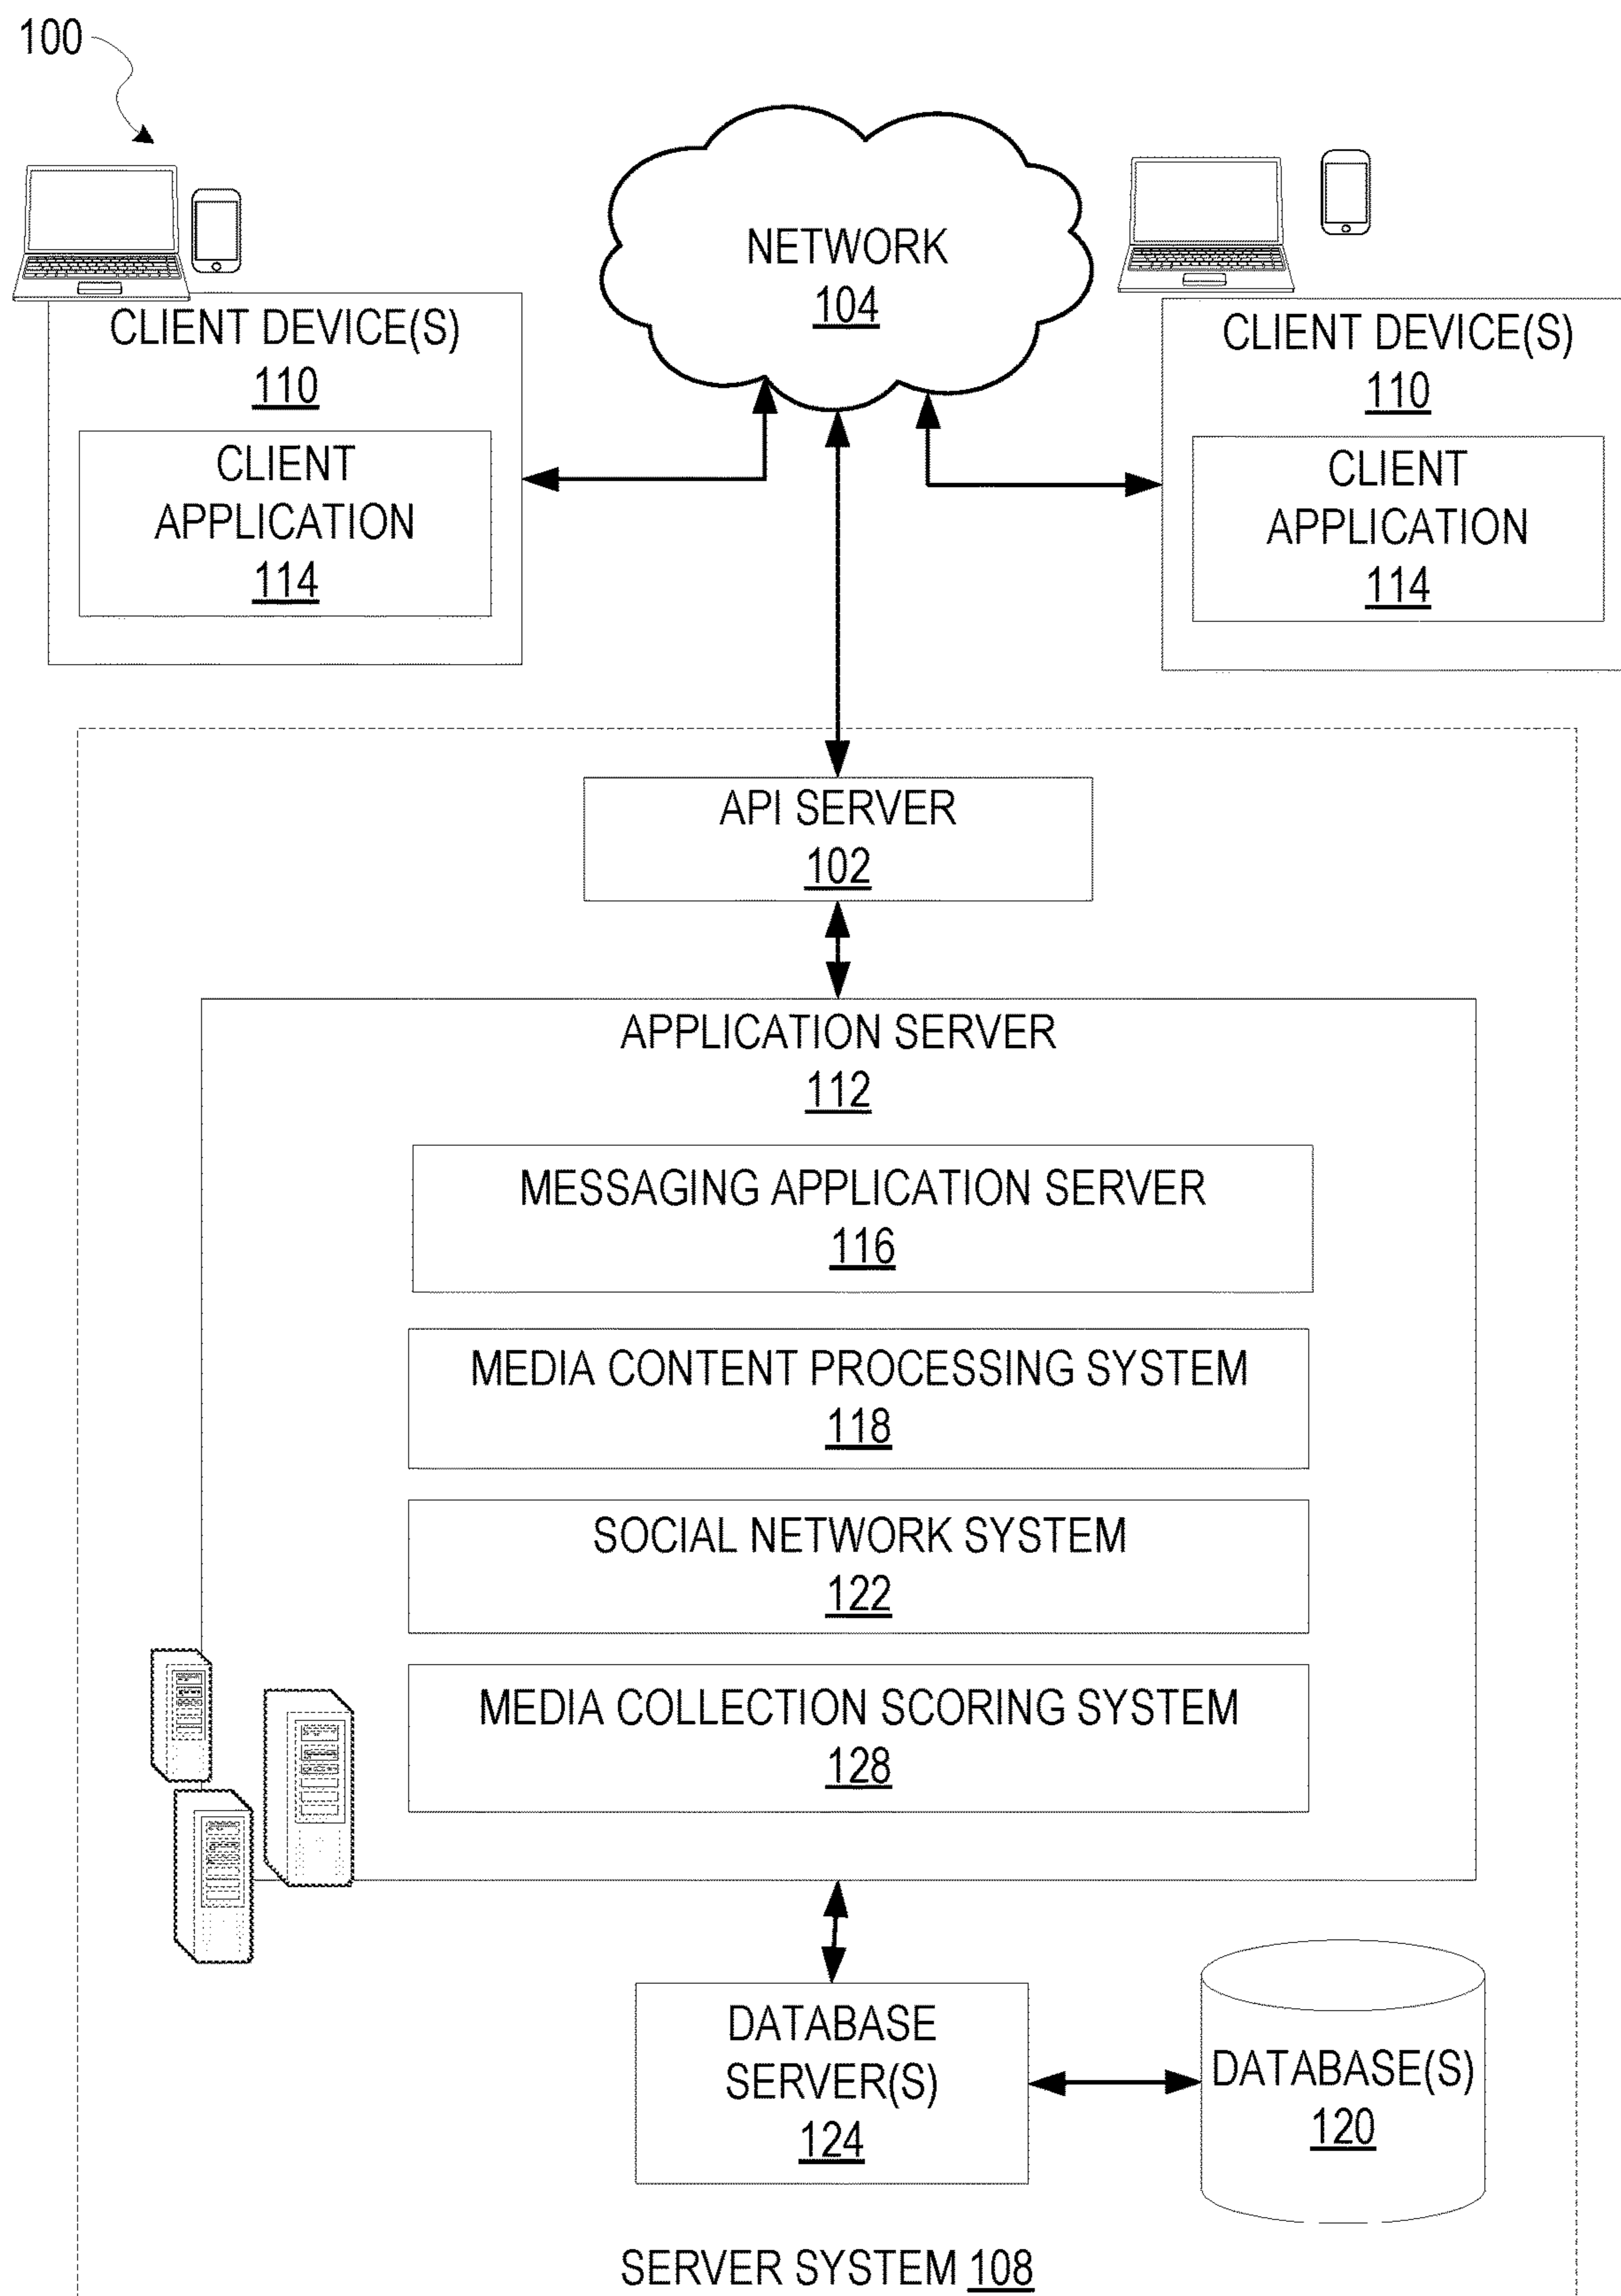 100
NETWORK
104
CLIENT DEVICE(S)
110
CLIENT
APPLICATION
114
CLIENT DEVICE(S)
110
CLIENT
APPLICATION
114
API SERVER
102
APPLICATION SERVER
112
MESSAGING APPLICATION SERVER
116
MEDIA CONTENT PROCESSING SYSTEM
118
SOCIAL NETWORK SYSTEM
122
MEDIA COLLECTION SCORING SYSTEM
128
DATABASE
SERVER(S)
124
DATABASE(S)
120
SERVER SYSTEM 108